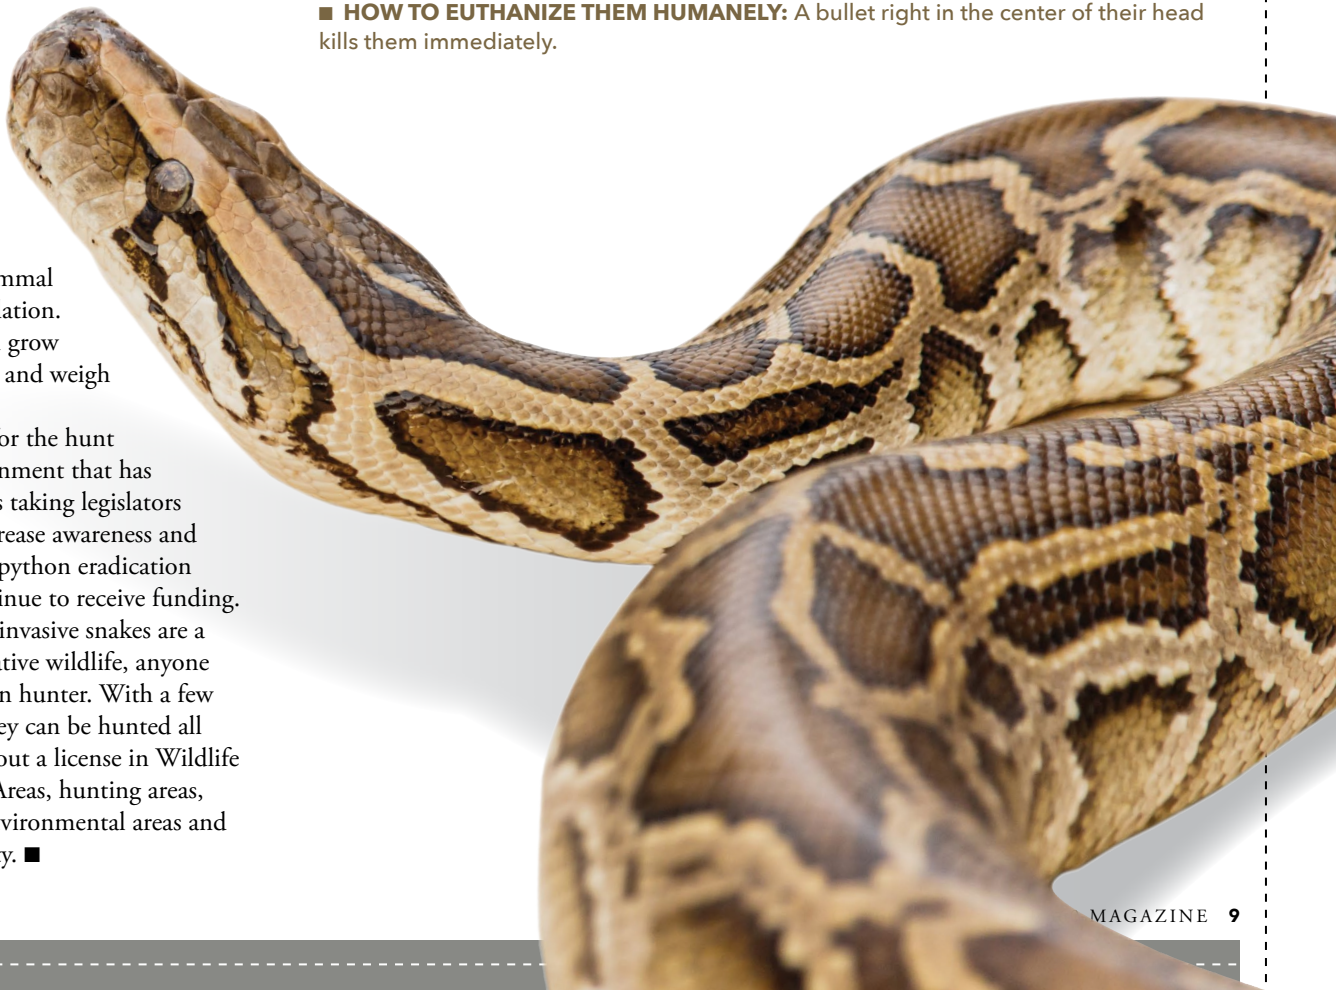 ■ HOW TO EUTHANIZE THEM HUMANELY: A bullet right in the center of their head
kills them immediately.
mmal
ation.
grow
and weigh
or the hunt
nment that has
s taking legislators
rease awareness and
python eradication
inue to receive funding.
invasive snakes are a
ative wildlife, anyone
n hunter. With a few
ey can be hunted all
out a license in Wildlife
Areas, hunting areas,
vironmental areas and
y. ■
MAGAZINE 9